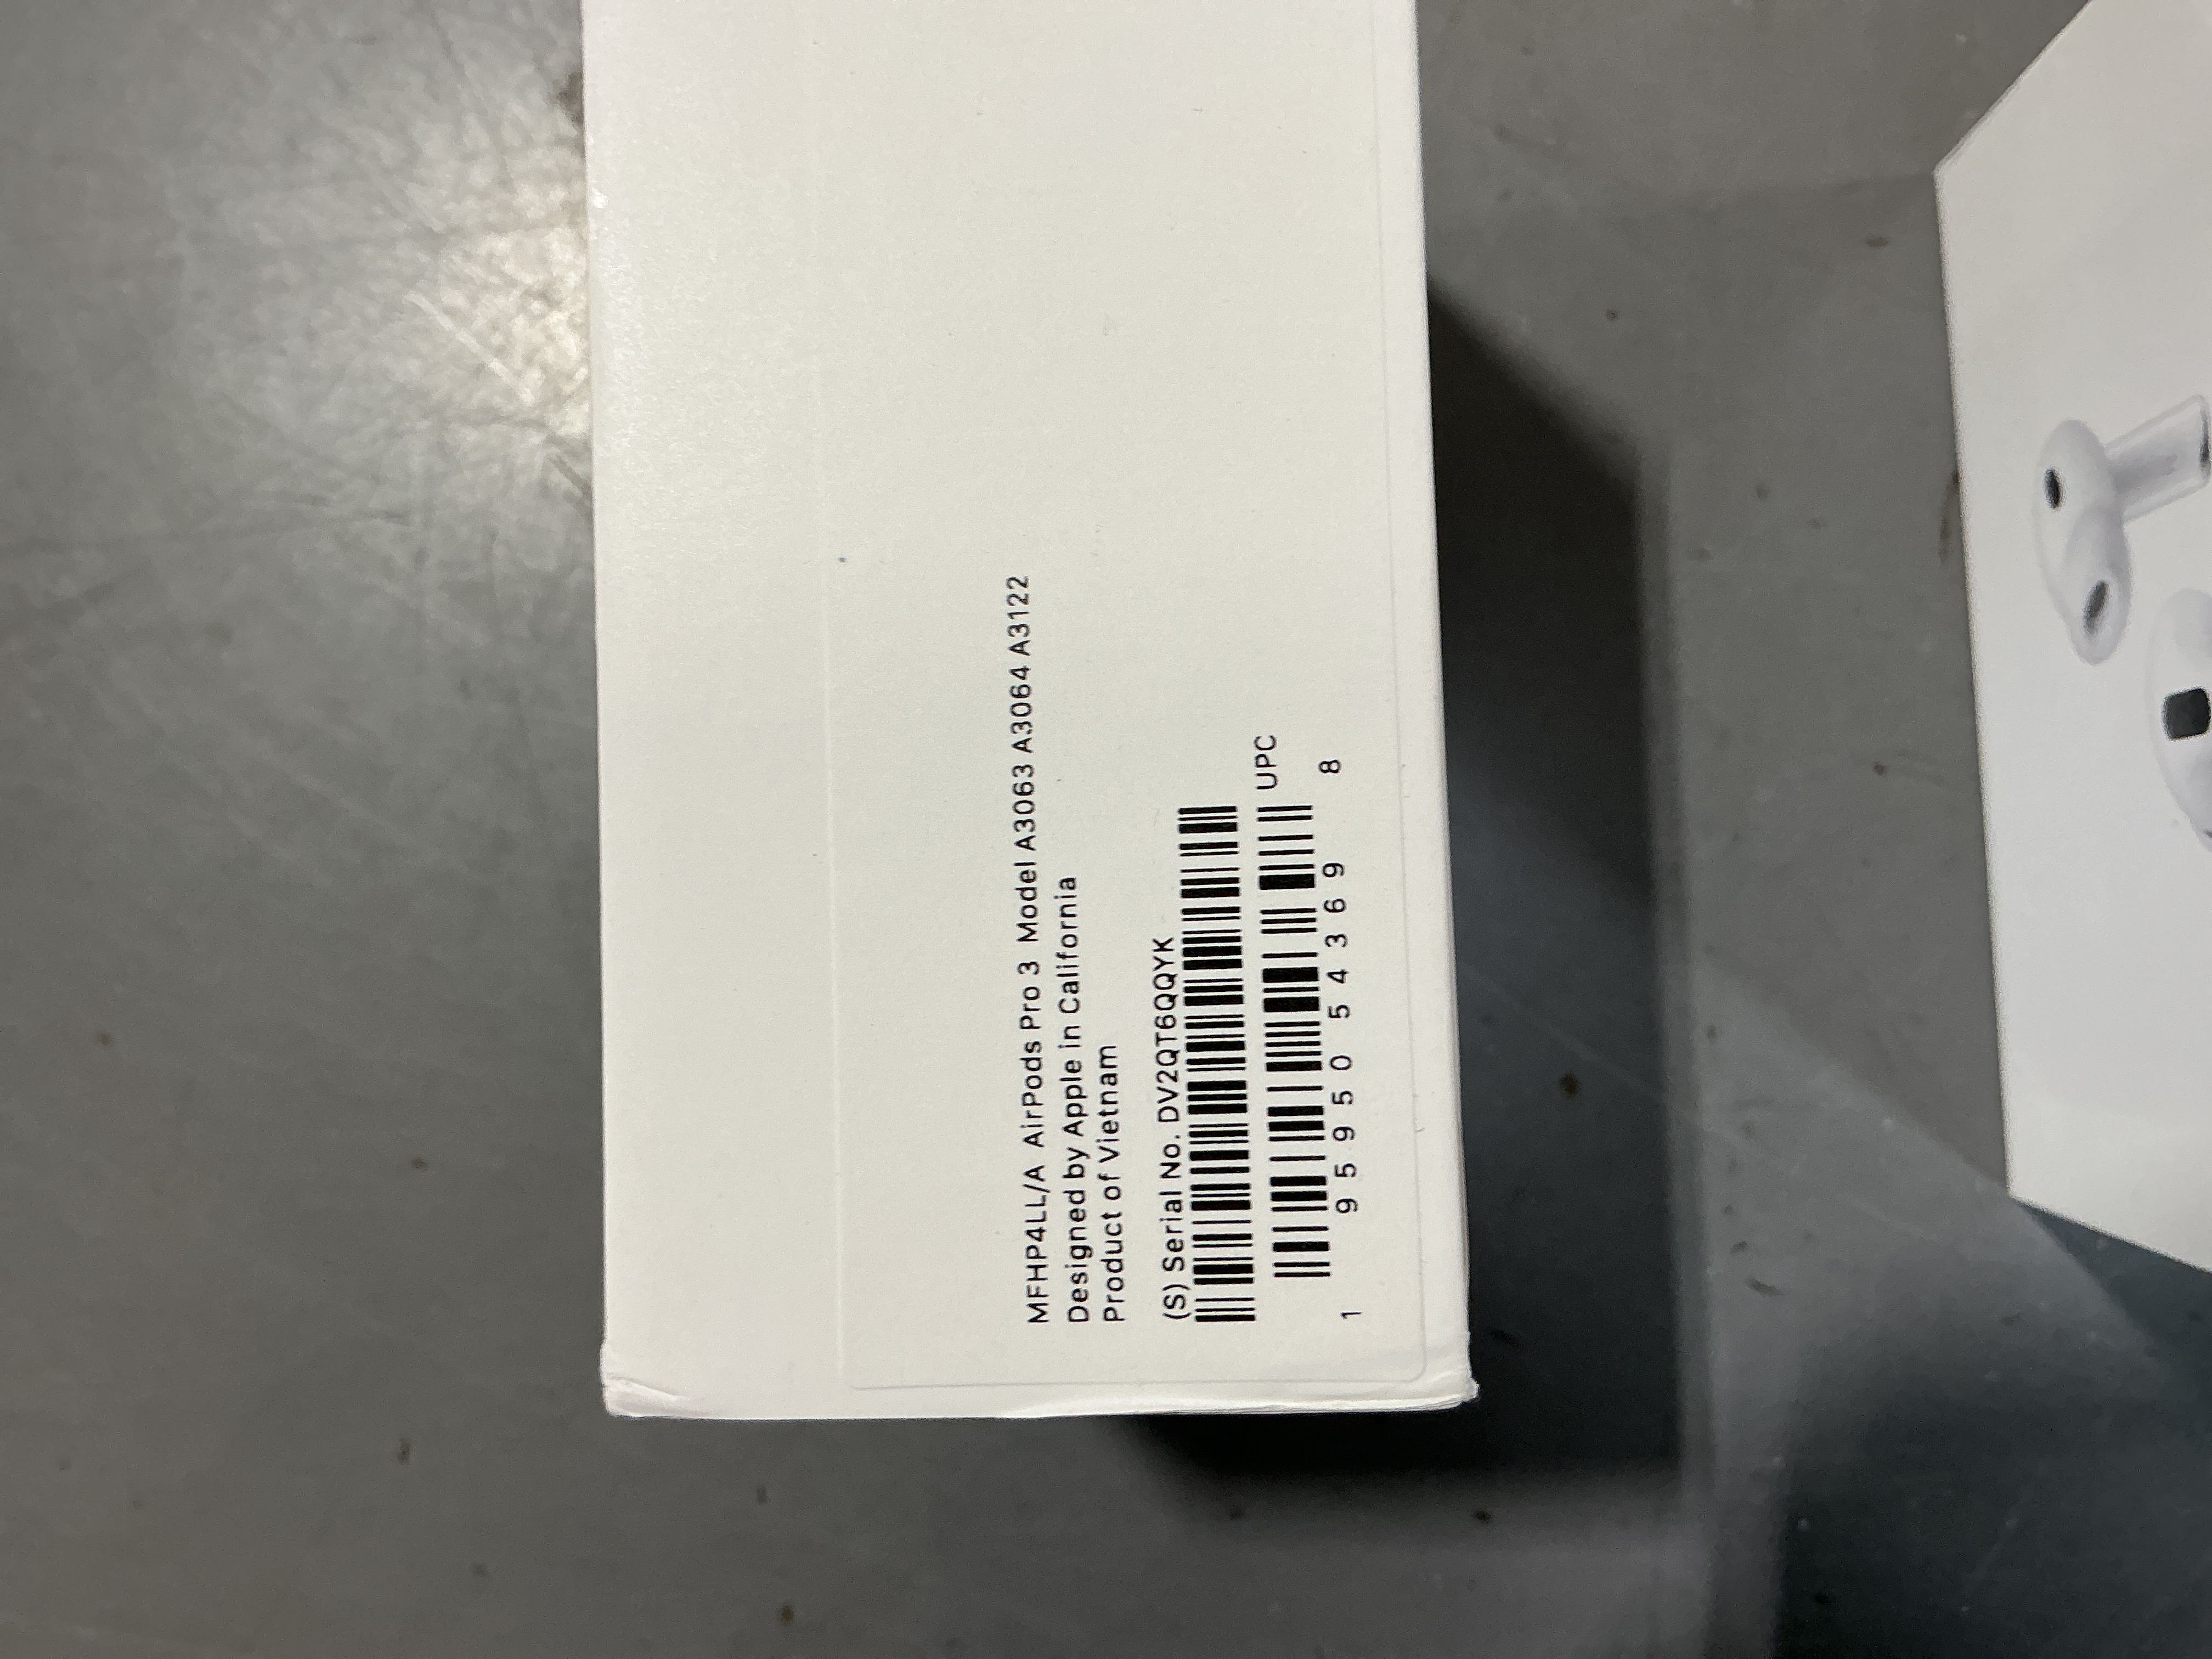 MFHP4LL/A AirPods Pro 3 Model A3063 A3064 A3122
Designed by Apple in California
Product of Vietnam
(S) Serial No. DV2QT6QQYK
UPC
1 95950 54369 8